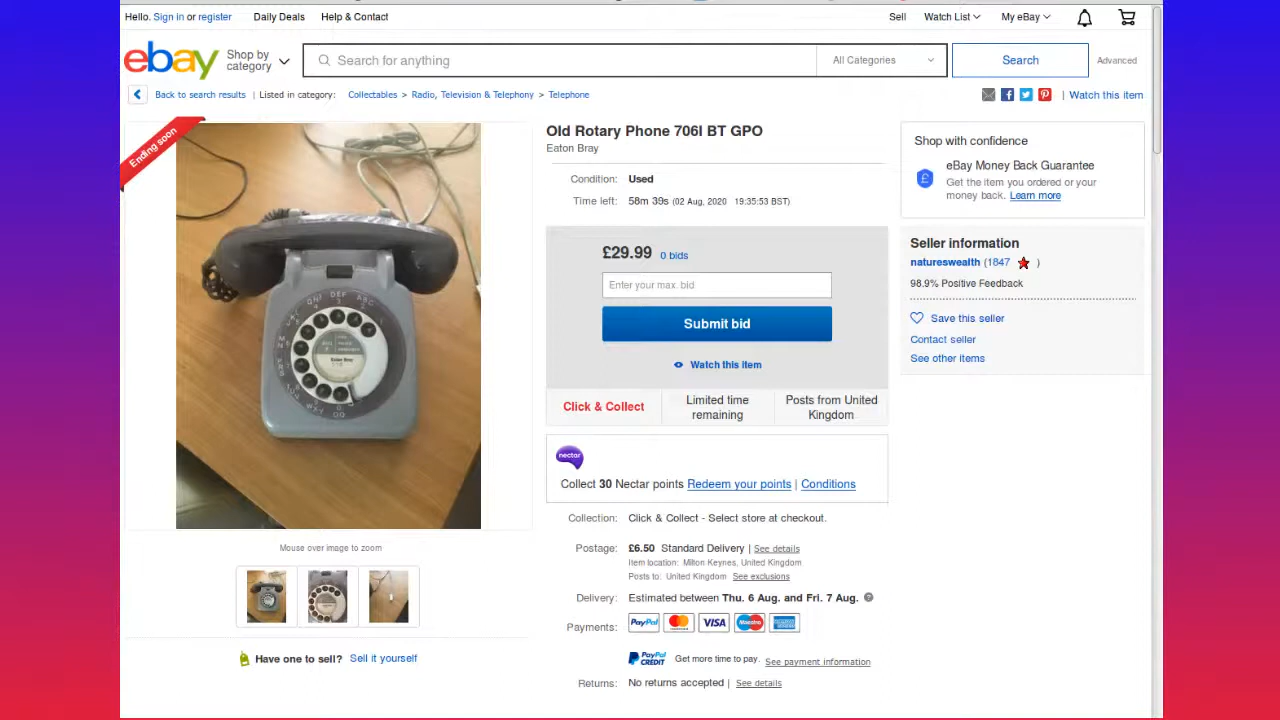 Hello. Sign in or register
Daily Deals
Help & Contact
Sell
Watch List
My eBay
ebay
Shop by
category
Search for anything
All Categories
Search
Advanced
Back to search results | Listed in category:
Collectables > Radio, Television & Telephony > Telephone
| Watch this item
Ending soon
Old Rotary Phone 706l BT GPO
Eaton Bray
Condition: Used
Time left: 58m 39s (02 Aug, 2020 19:35:53 BST)
£29.99 0 bids
Enter your max. bid
Submit bid
Watch this item
Click & Collect
Limited time
remaining
Posts from United
Kingdom
nectar
Collect 30 Nectar points Redeem your points | Conditions
Collection: Click & Collect - Select store at checkout.
Postage: £6.50 Standard Delivery | See details
Item location: Milton Keynes, United Kingdom
Posts to: United Kingdom See exclusions
Delivery: Estimated between Thu. 6 Aug. and Fri. 7 Aug.
Payments: PayPal MasterCard VISA Maestro
PayPal
CREDIT
Get more time to pay. See payment information
Returns: No returns accepted | See details
Shop with confidence
eBay Money Back Guarantee
Get the item you ordered or your
money back. Learn more
Seller information
natureswealth (1847 )
98.9% Positive Feedback
Save this seller
Contact seller
See other items
DEF
ABC
Mouse over image to zoom
Have one to sell? Sell it yourself